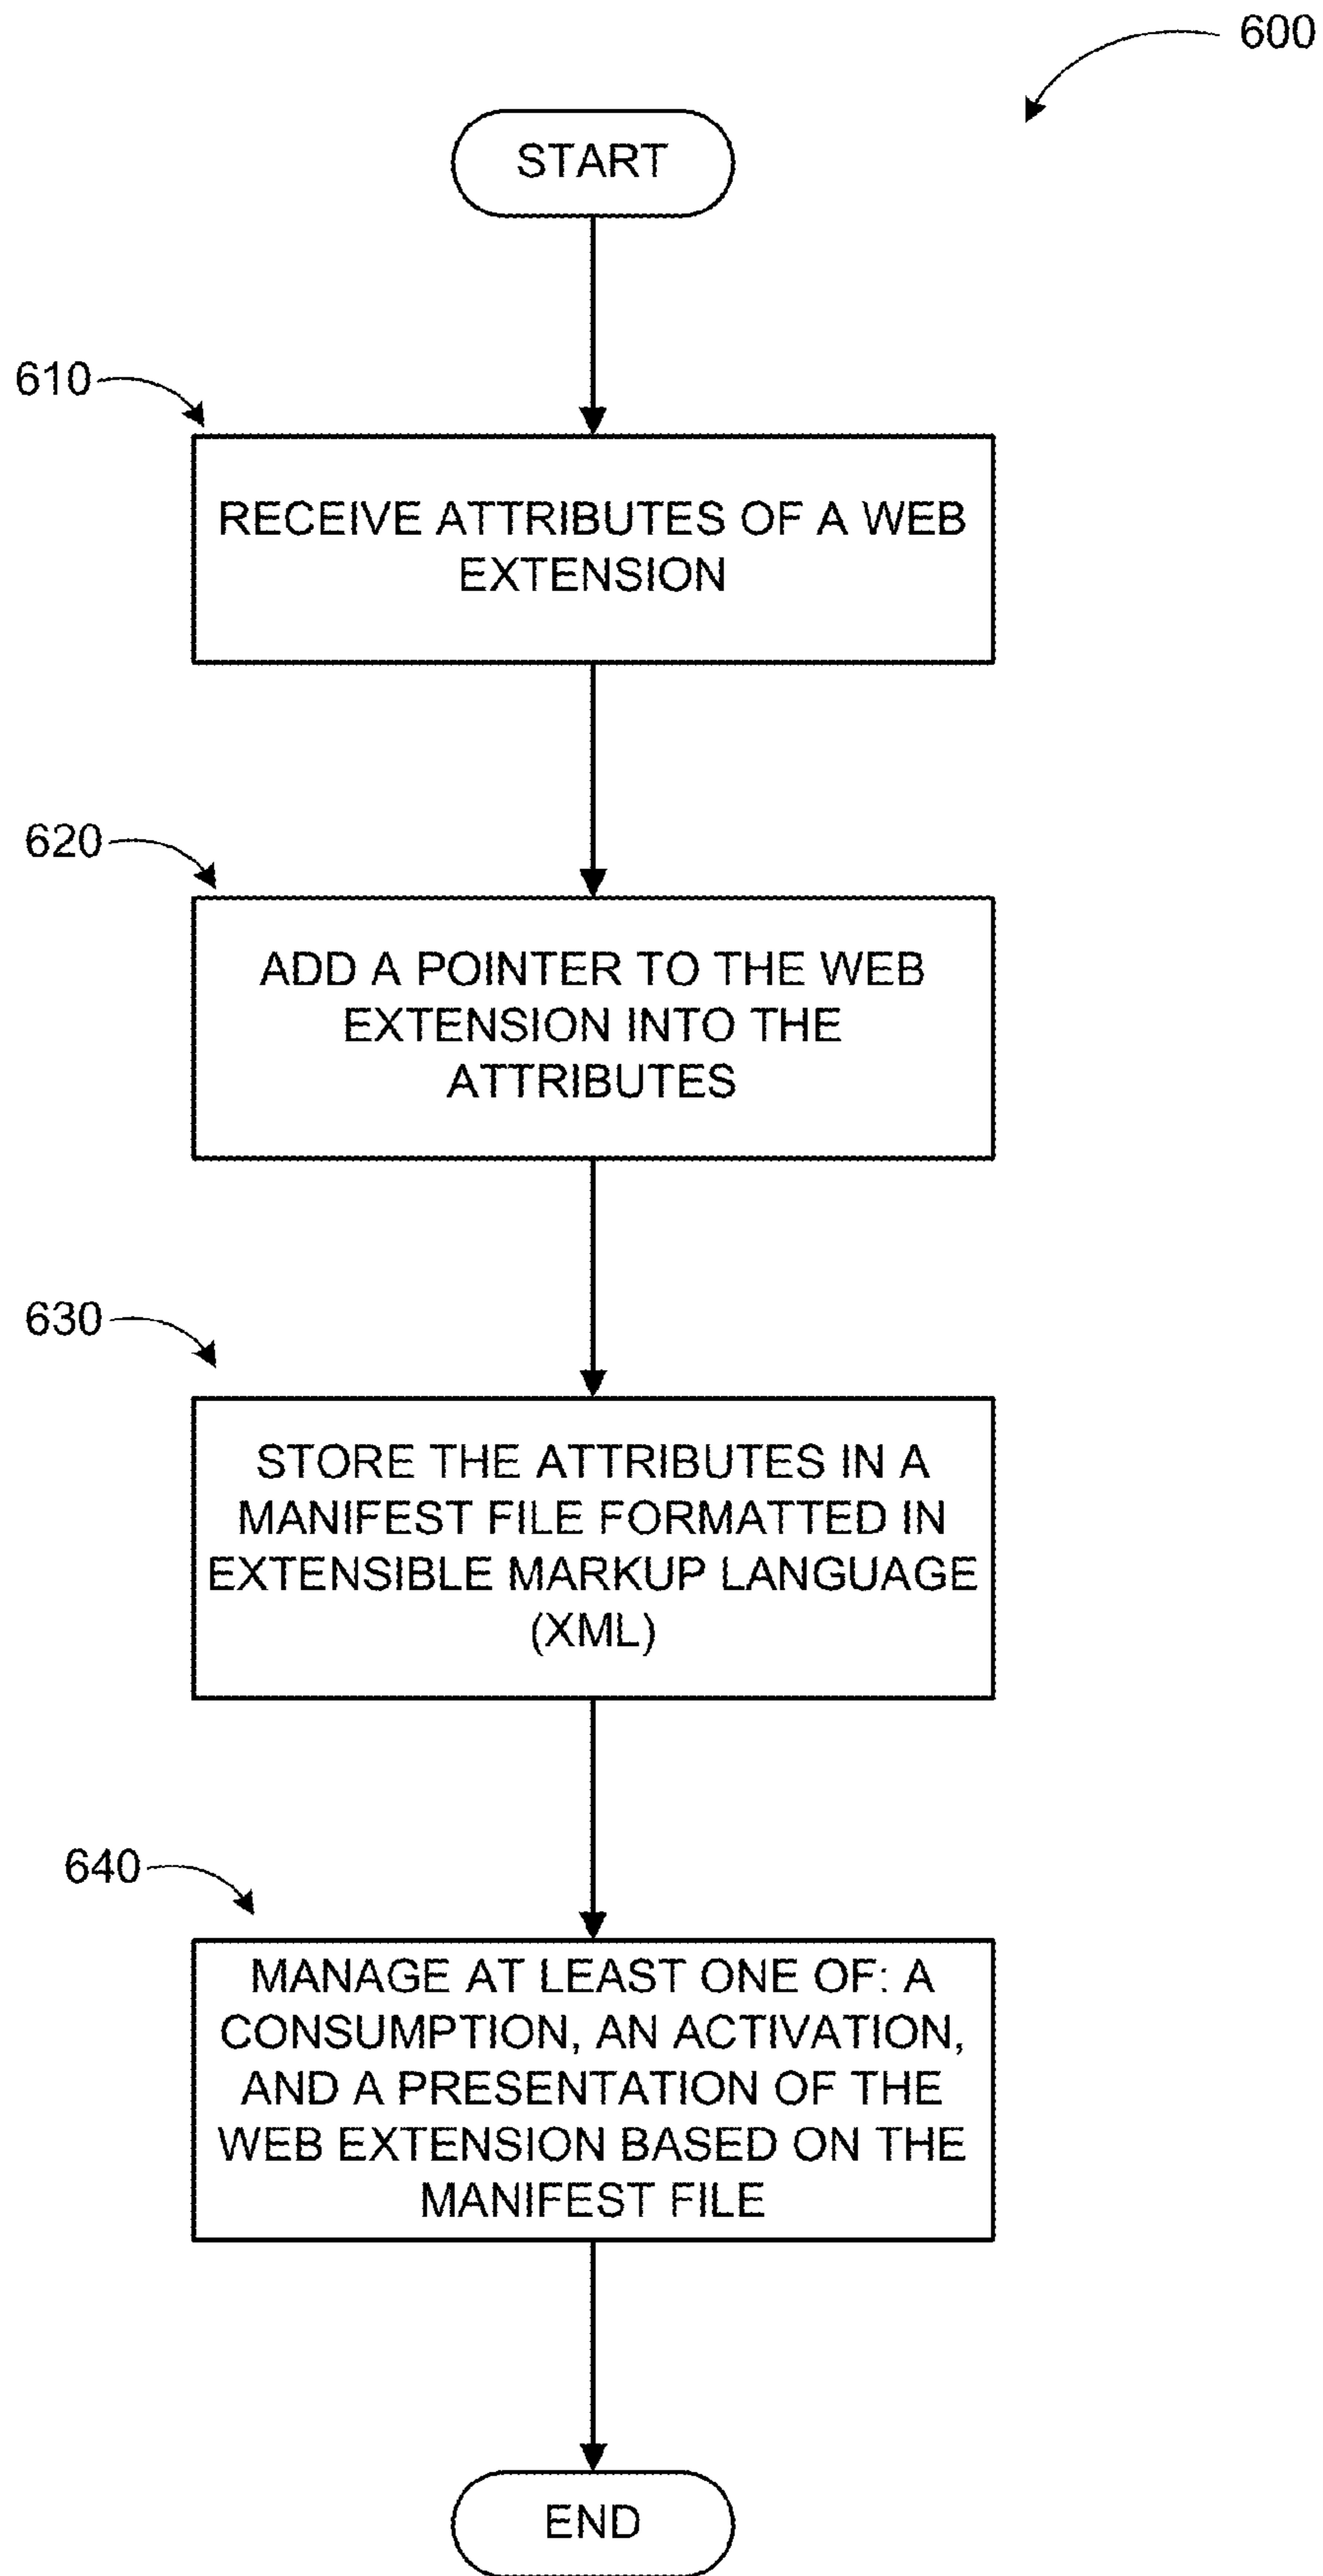 600
START
610
RECEIVE ATTRIBUTES OF A WEB
EXTENSION
620
ADD A POINTER TO THE WEB
EXTENSION INTO THE
ATTRIBUTES
630
STORE THE ATTRIBUTES IN A
MANIFEST FILE FORMATTED IN
EXTENSIBLE MARKUP LANGUAGE
(XML)
640
MANAGE AT LEAST ONE OF: A
CONSUMPTION, AN ACTIVATION,
AND A PRESENTATION OF THE
WEB EXTENSION BASED ON THE
MANIFEST FILE
END